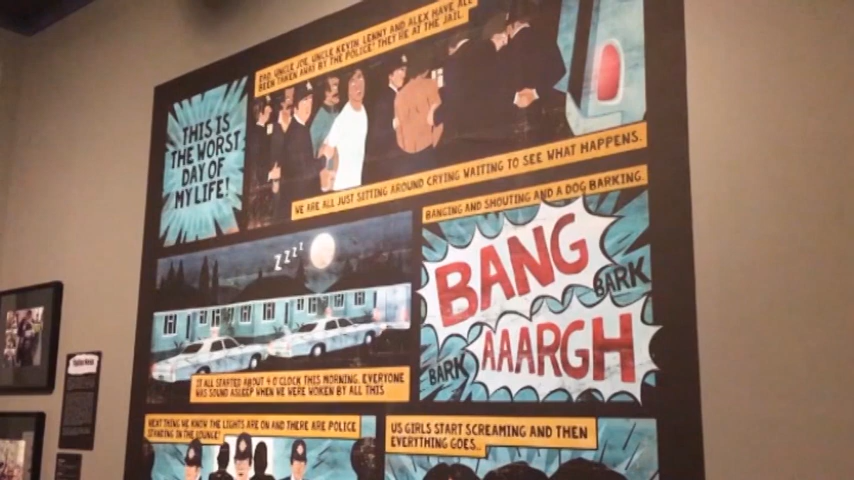 DAD, UNCLE JOE, UNCLE KEVIN, LENNY AND ALEX HAVE ALL
BEEN TAKEN AWAY BY THE POLICE! THEY'RE AT THE JAIL.
THIS IS
THE WORST
DAY OF
MY LIFE!
WE ARE ALL JUST SITTING AROUND CRYING WAITING TO SEE WHAT HAPPENS.
BANGING AND SHOUTING AND A DOG BARKING.
ZZZZ
BANG
BARK
AAARGH
BARK
IT ALL STARTED ABOUT 4 O'CLOCK THIS MORNING. EVERYONE
WAS SOUND ASLEEP WHEN WE WERE WOKEN BY ALL THIS
NEXT THING WE KNOW THE LIGHTS ARE ON AND THERE ARE POLICE
STANDING IN THE LOUNGE!
US GIRLS START SCREAMING AND THEN
EVERYTHING GOES...